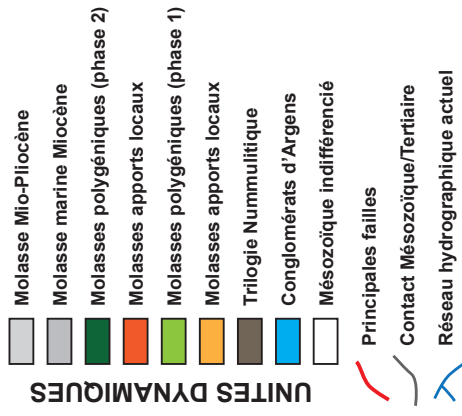 UNITES DYNAMIQUES
Molasse Mio-Pliocène
Molasse marine Miocène
Molasses polygéniques (phase 2)
Molasses apports locaux
Molasses polygéniques (phase 1)
Molasses apports locaux
Trilogie Nummulitique
Conglomérats d'Argens
Mésozoïque indifférencié
Principales failles
Contact Mésozoïque/Tertiaire
Réseau hydrographique actuel